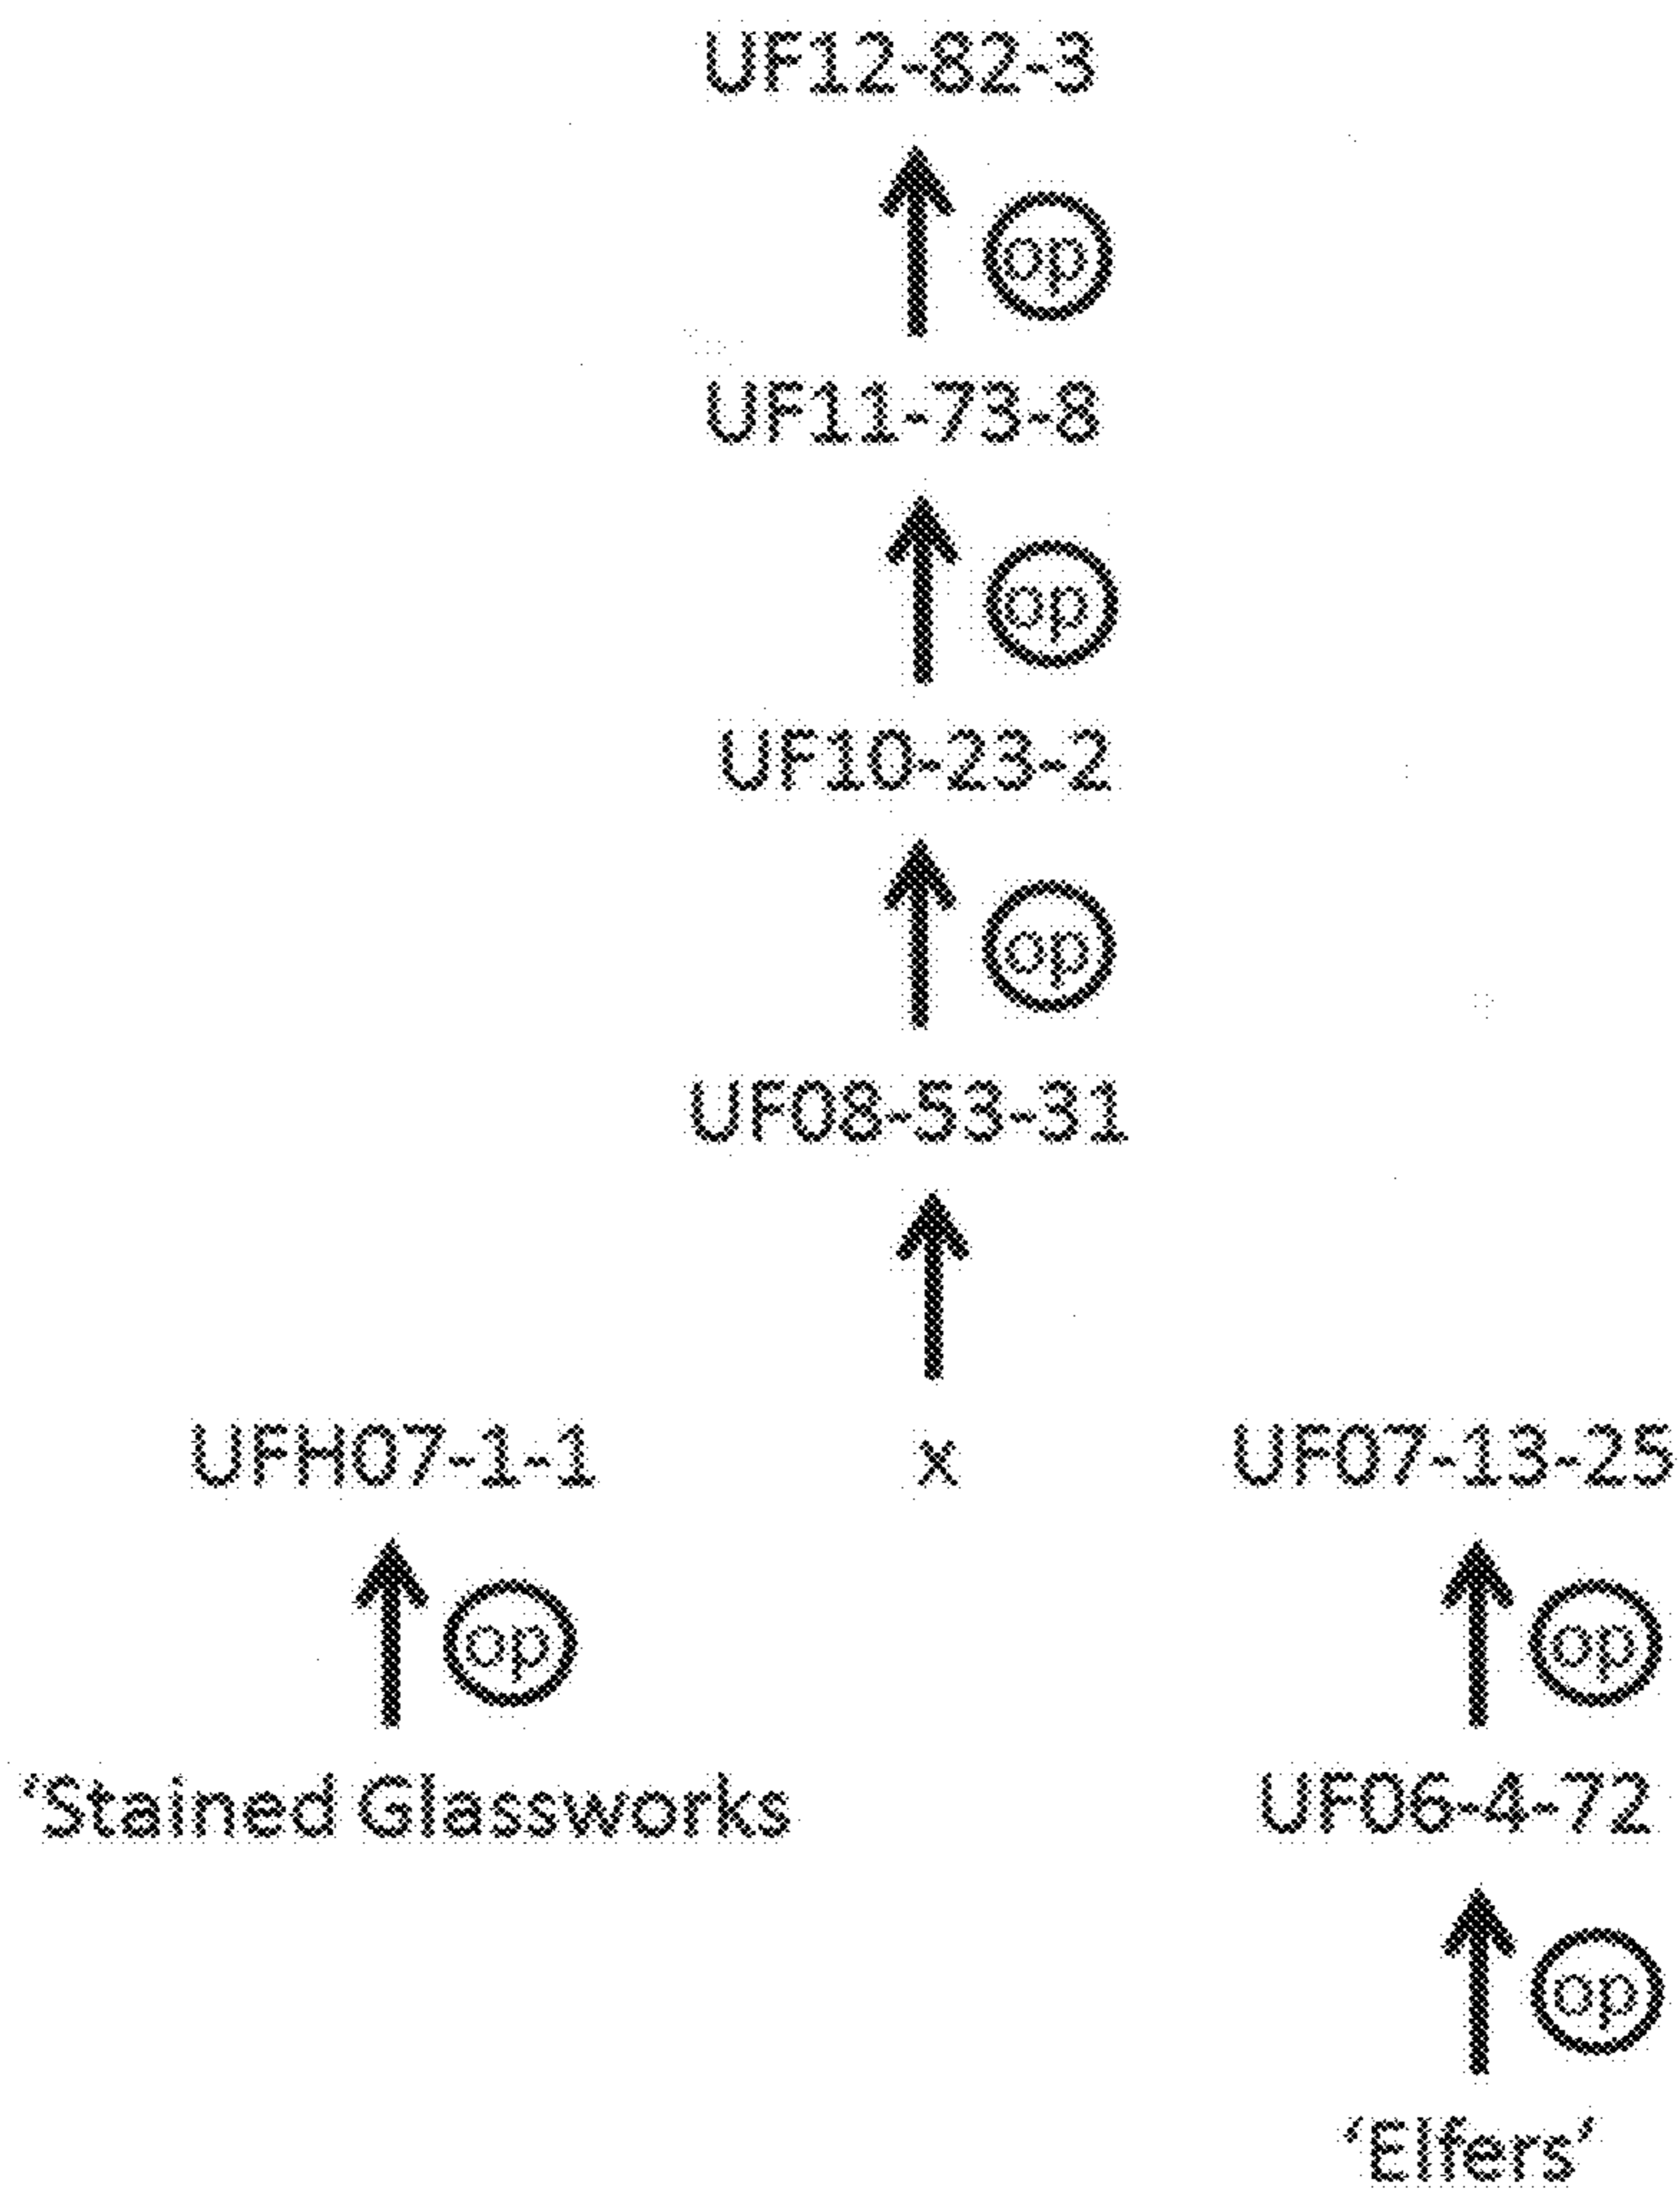 UF12-82-3
op
UF11-73-8
op
UF10-23-2
op
UF08-53-31
UFH07-1-1 x UF07-13-25
op op
‘Stained Glassworks UF06-4-72
op
‘Elfers’